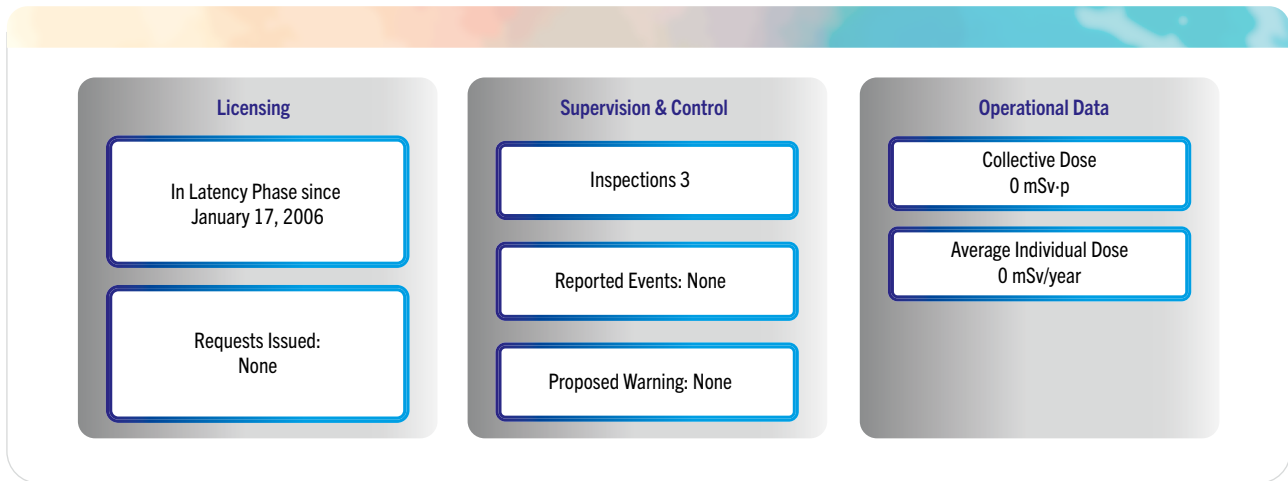 Licensing
In Latency Phase since
January 17, 2006
Requests Issued:
None
Supervision & Control
Inspections 3
Reported Events: None
Proposed Warning: None
Operational Data
Collective Dose
0 mSv·p
Average Individual Dose
0 mSv/year